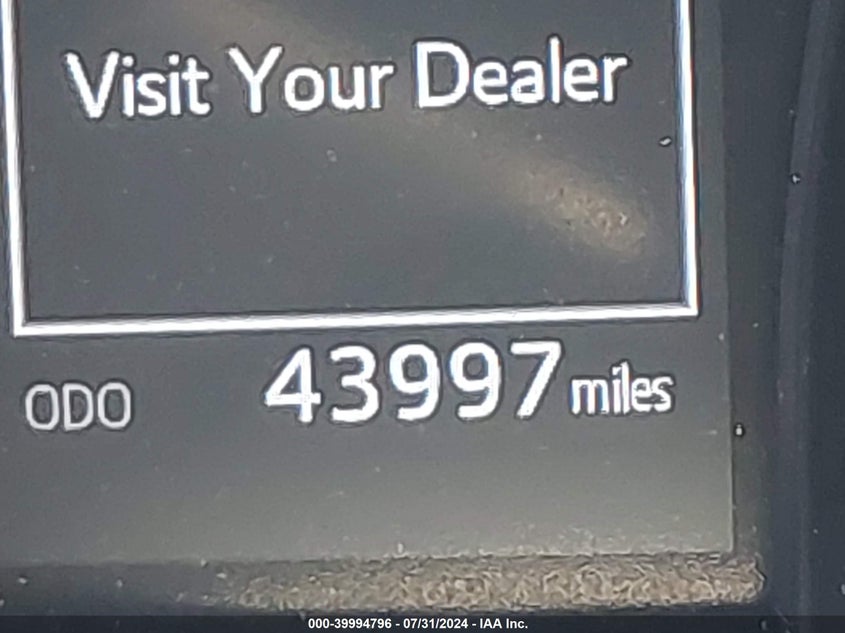 Visit Your Dealer
ODO 43997 miles
000-39994796 - 07/31/2024 - IAA Inc.